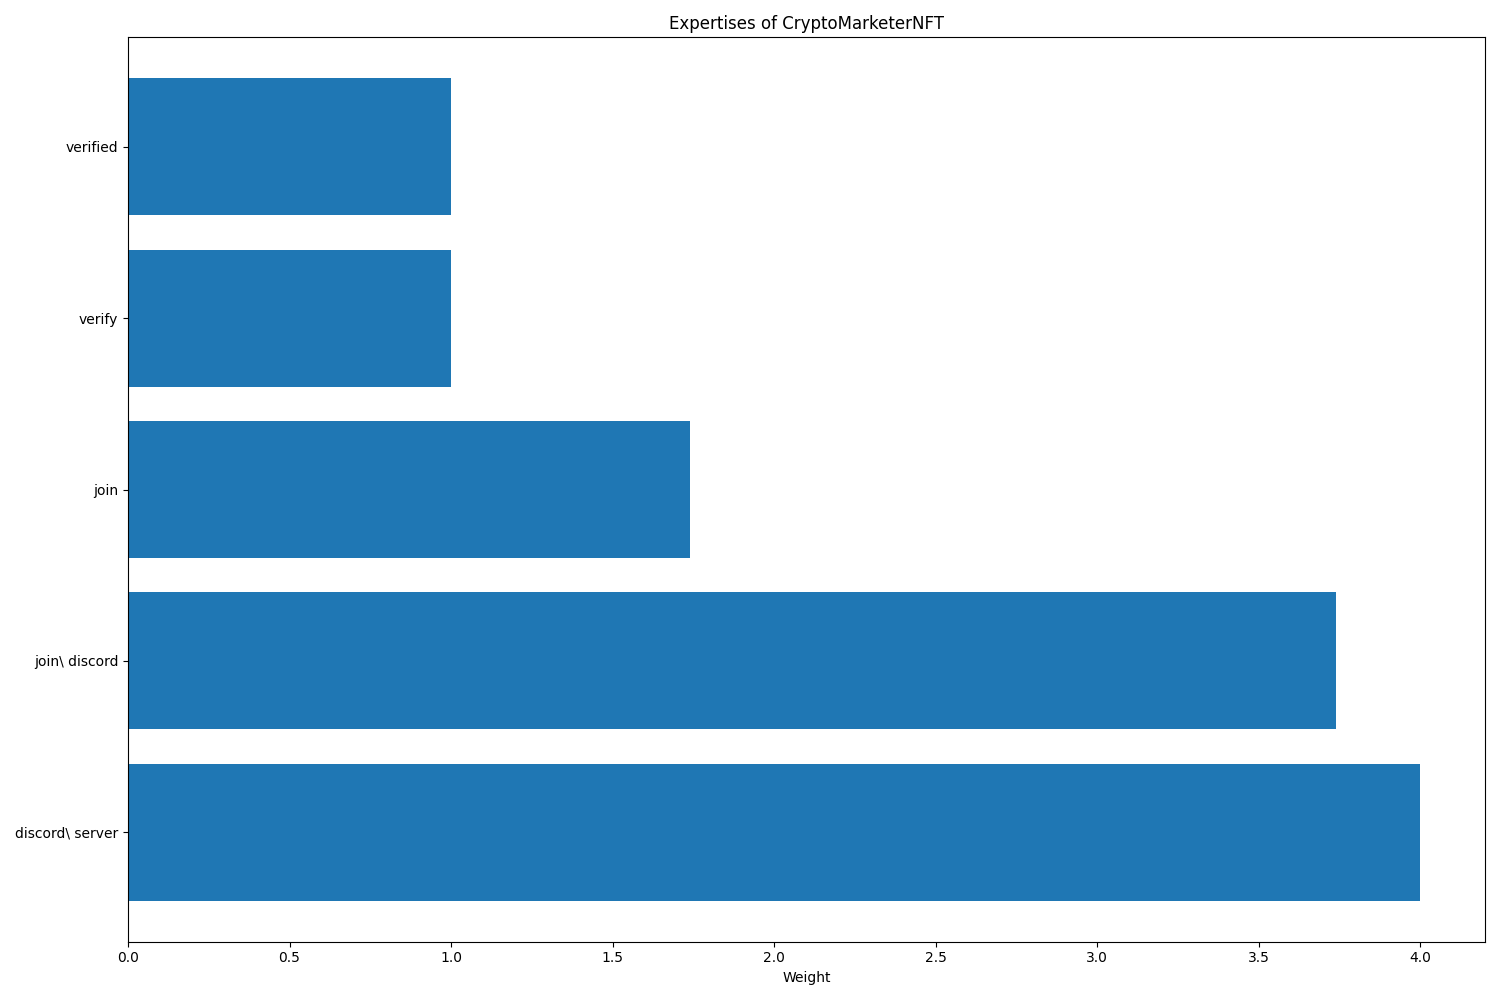 Expertises of CryptoMarketerNFT
verified
verify
join
join\ discord
discord\ server
0.0 0.5 1.0 1.5 2.0 2.5 3.0 3.5 4.0
Weight